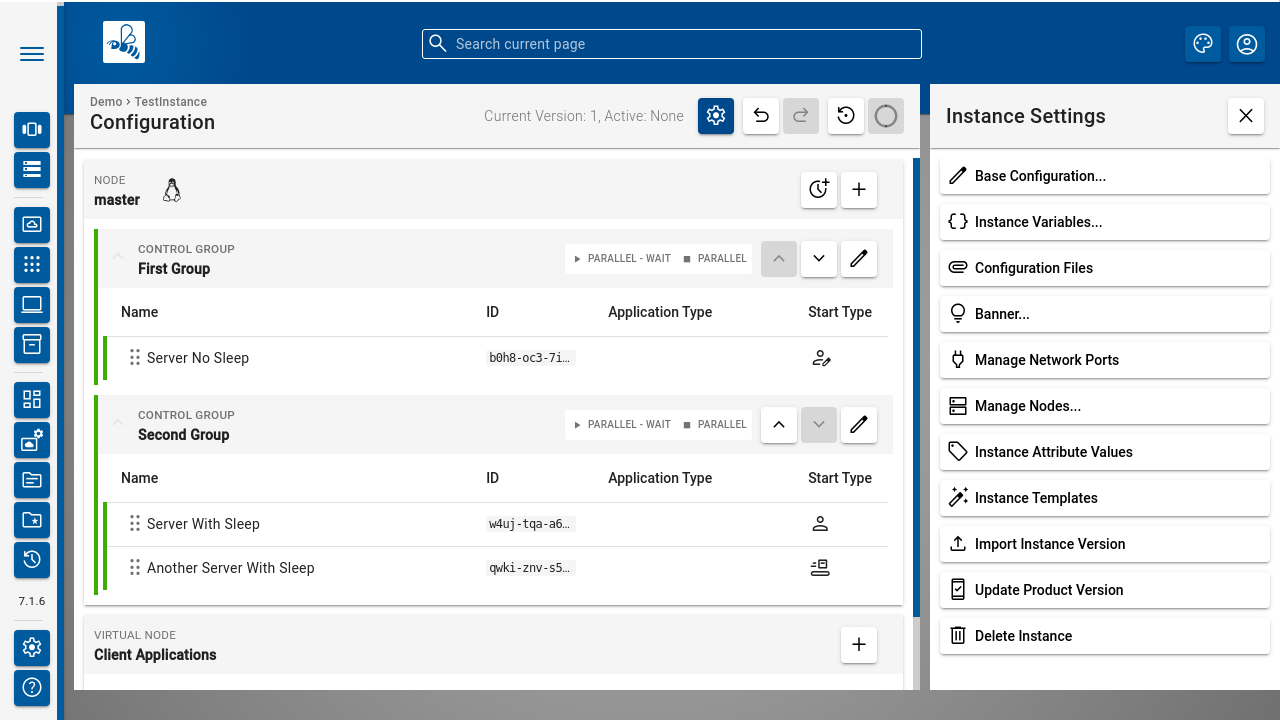 Search current page
Demo › TestInstance
Configuration
Current Version: 1, Active: None
Instance Settings
NODE
master
CONTROL GROUP
First Group
PARALLEL - WAIT
PARALLEL
Name
ID
Application Type
Start Type
Server No Sleep
b0h8-oc3-7i…
CONTROL GROUP
Second Group
PARALLEL - WAIT
PARALLEL
Name
ID
Application Type
Start Type
Server With Sleep
w4uj-tqa-a6…
Another Server With Sleep
qwki-znv-s5…
VIRTUAL NODE
Client Applications
Base Configuration...
Instance Variables...
Configuration Files
Banner...
Manage Network Ports
Manage Nodes...
Instance Attribute Values
Instance Templates
Import Instance Version
Update Product Version
Delete Instance
7.1.6